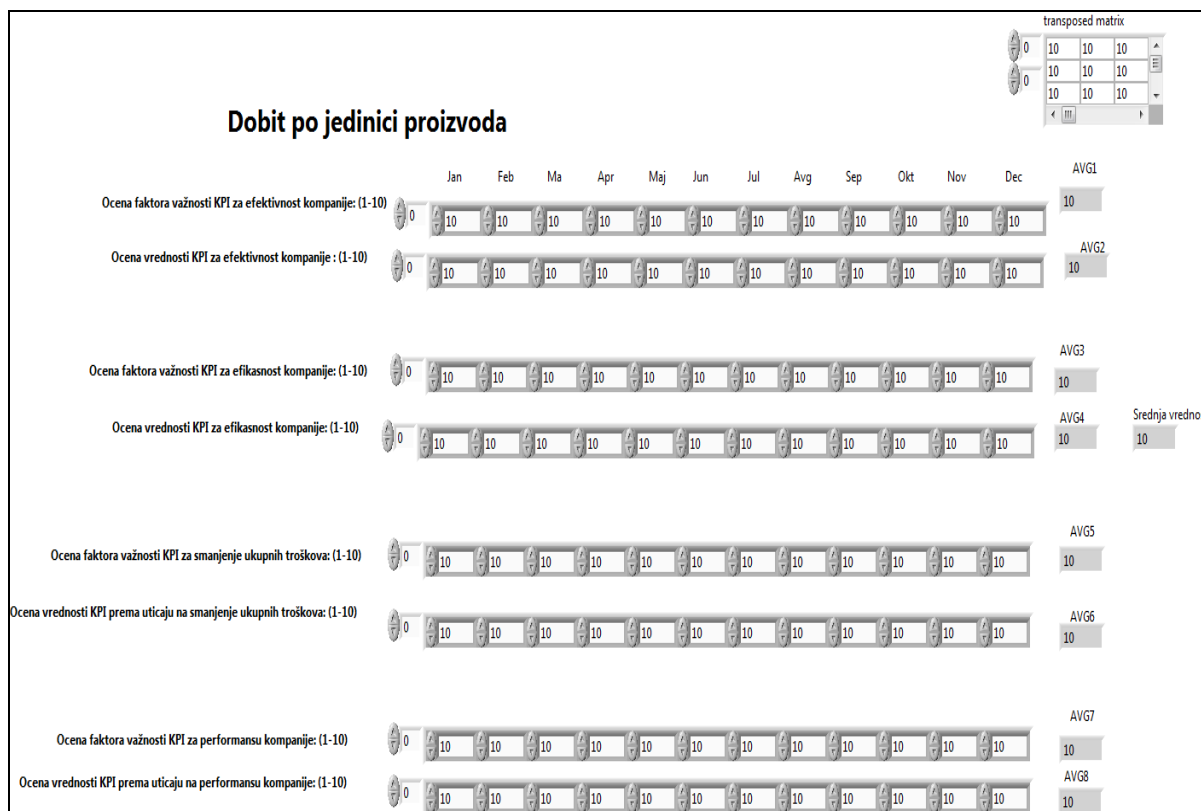 transposed matrix
0 10 10 10
0 10 10 10
10 10 10
Dobit po jedinici proizvoda
Jan Feb Ma Apr Maj Jun Jul Avg Sep Okt Nov Dec AVG1
Ocena faktora važnosti KPI za efektivnost kompanije: (1-10) 0 10 10 10 10 10 10 10 10 10 10 10 10 10
AVG2
Ocena vrednosti KPI za efektivnost kompanije : (1-10) 0 10 10 10 10 10 10 10 10 10 10 10 10 10
AVG3
Ocena faktora važnosti KPI za efikasnost kompanije: (1-10) 0 10 10 10 10 10 10 10 10 10 10 10 10 10
AVG4 Srednja vredno
Ocena vrednosti KPI za efikasnost kompanije: (1-10) 0 10 10 10 10 10 10 10 10 10 10 10 10 10 10
AVG5
Ocena faktora važnosti KPI za smanjenje ukupnih troškova: (1-10) 0 10 10 10 10 10 10 10 10 10 10 10 10 10
AVG6
Ocena vrednosti KPI prema uticaju na smanjenje ukupnih troškova: (1-10) 0 10 10 10 10 10 10 10 10 10 10 10 10 10
AVG7
Ocena faktora važnosti KPI za performansu kompanije: (1-10) 0 10 10 10 10 10 10 10 10 10 10 10 10 10
AVG8
Ocena vrednosti KPI prema uticaju na performansu kompanije: (1-10) 0 10 10 10 10 10 10 10 10 10 10 10 10 10